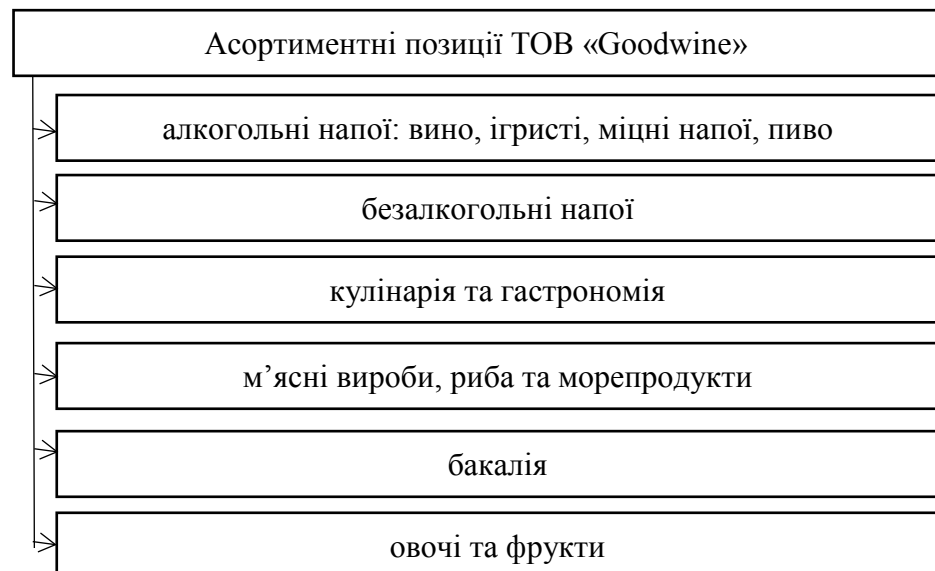 Асортиментні позиції ТОВ «Goodwine»
алкогольні напої: вино, ігристі, міцні напої, пиво
безалкогольні напої
кулінарія та гастрономія
м’ясні вироби, риба та морепродукти
бакалія
овочі та фрукти